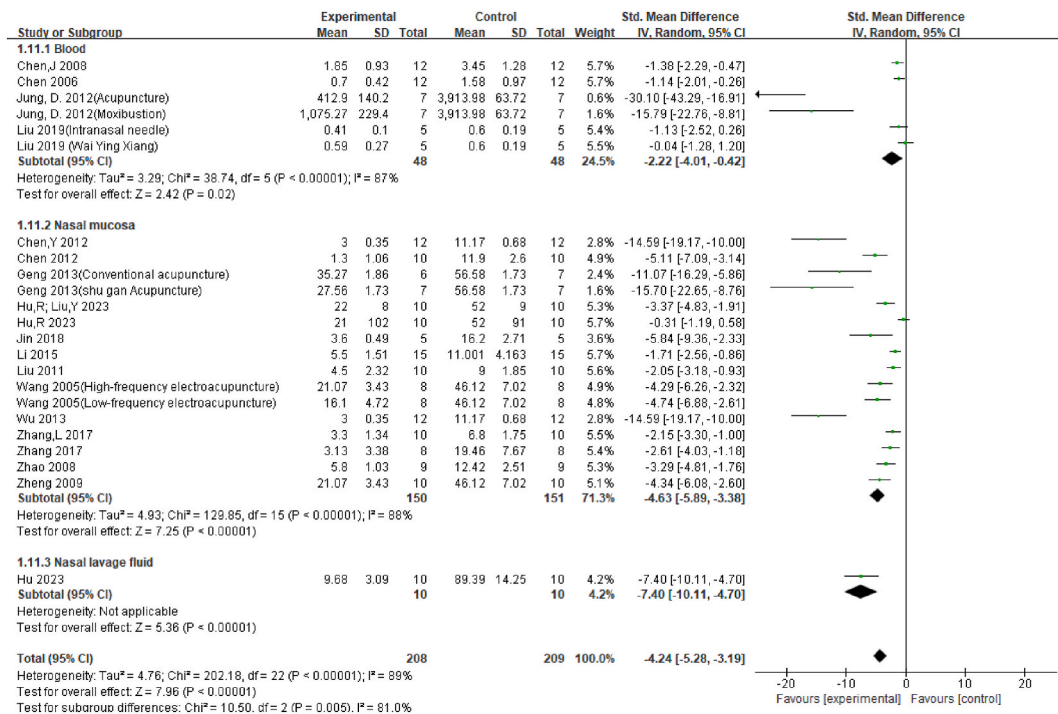 Experimental Control Std. Mean Difference Std. Mean Difference
Study or Subgroup Mean SD Total Mean SD Total Weight IV, Random, 95% CI IV, Random, 95% CI
1.11.1 Blood
Chen,J 2008 1.85 0.93 12 3.45 1.28 12 5.7% -1.38 [-2.29, -0.47]
Chen 2006 0.7 0.42 12 1.58 0.97 12 5.7% -1.14 [-2.01, -0.26]
Jung, D. 2012(Acupuncture) 412.9 140.2 7 3,913.98 63.72 7 0.6% -30.10 [-43.29, -16.91]
Jung, D. 2012(Moxibustion) 1,075.27 229.4 7 3,913.98 63.72 7 1.6% -15.79 [-22.76, -8.81]
Liu 2019(Intranasal needle) 0.41 0.1 5 0.6 0.19 5 5.4% -1.13 [-2.52, 0.26]
Liu 2019 (Wai Ying Xiang) 0.59 0.27 5 0.6 0.19 5 5.5% -0.04 [-1.28, 1.20]
Subtotal (95% CI) 48 48 24.5% -2.22 [-4.01, -0.42]
Heterogeneity: Tau² = 3.29; Chi² = 38.74, df = 5 (P < 0.00001); I² = 87%
Test for overall effect: Z = 2.42 (P = 0.02)
1.11.2 Nasal mucosa
Chen,Y 2012 3 0.35 12 11.17 0.68 12 2.8% -14.59 [-19.17, -10.00]
Chen 2012 1.3 1.06 10 11.9 2.6 10 4.9% -5.11 [-7.09, -3.14]
Geng 2013(Conventional acupuncture) 35.27 1.86 6 56.58 1.73 7 2.4% -11.07 [-16.29, -5.86]
Geng 2013(shu gan Acupuncture) 27.56 1.73 7 56.58 1.73 7 1.7% -15.70 [-22.65, -8.76]
Hu,R; Liu,Y 2023 22 8 10 52 9 10 5.3% -3.37 [-4.83, -1.91]
Hu,R 2023 21 102 10 52 91 10 5.7% -0.31 [-1.19, 0.58]
Jin 2018 3.6 0.49 5 16.2 2.71 5 3.6% -5.84 [-9.36, -2.33]
Li 2015 5.5 1.51 15 11.001 4.163 15 5.7% -1.71 [-2.56, -0.86]
Liu 2011 4.5 2.32 10 9 1.85 10 5.6% -2.05 [-3.18, -0.93]
Wang 2005(High-frequency electroacupuncture) 21.07 3.43 8 46.12 7.02 8 4.9% -4.29 [-6.26, -2.32]
Wang 2005(Low-frequency electroacupuncture) 16.1 4.72 8 46.12 7.02 8 4.8% -4.74 [-6.88, -2.61]
Wu 2013 3 0.35 12 11.17 0.68 12 2.8% -14.59 [-19.17, -10.00]
Zhang,L 2017 3.3 1.34 10 6.8 1.75 10 5.5% -2.15 [-3.30, -1.00]
Zhang 2017 3.13 3.38 8 19.46 7.67 8 5.3% -2.61 [-4.03, -1.18]
Zhao 2008 5.8 1.03 9 12.42 2.51 9 5.3% -3.29 [-4.81, -1.76]
Zheng 2009 21.07 3.43 10 46.12 7.02 10 5.1% -4.34 [-6.08, -2.60]
Subtotal (95% CI) 150 151 71.3% -4.63 [-5.89, -3.38]
Heterogeneity: Tau² = 4.93; Chi² = 129.85, df = 15 (P < 0.00001); I² = 88%
Test for overall effect: Z = 7.25 (P < 0.00001)
1.11.3 Nasal lavage fluid
Hu 2023 9.68 3.09 10 89.39 14.25 10 4.2% -7.40 [-10.11, -4.70]
Subtotal (95% CI) 10 10 4.2% -7.40 [-10.11, -4.70]
Heterogeneity: Not applicable
Test for overall effect: Z = 5.36 (P < 0.00001)
Total (95% CI) 208 209 100.0% -4.24 [-5.28, -3.19]
Heterogeneity: Tau² = 4.76; Chi² = 202.18, df = 22 (P < 0.00001); I² = 89%
Test for overall effect: Z = 7.96 (P < 0.00001)
Test for subgroup differences: Chi² = 10.50, df = 2 (P = 0.005), I² = 81.0%
-20 -10 0 10 20
Favours [experimental] Favours [control]